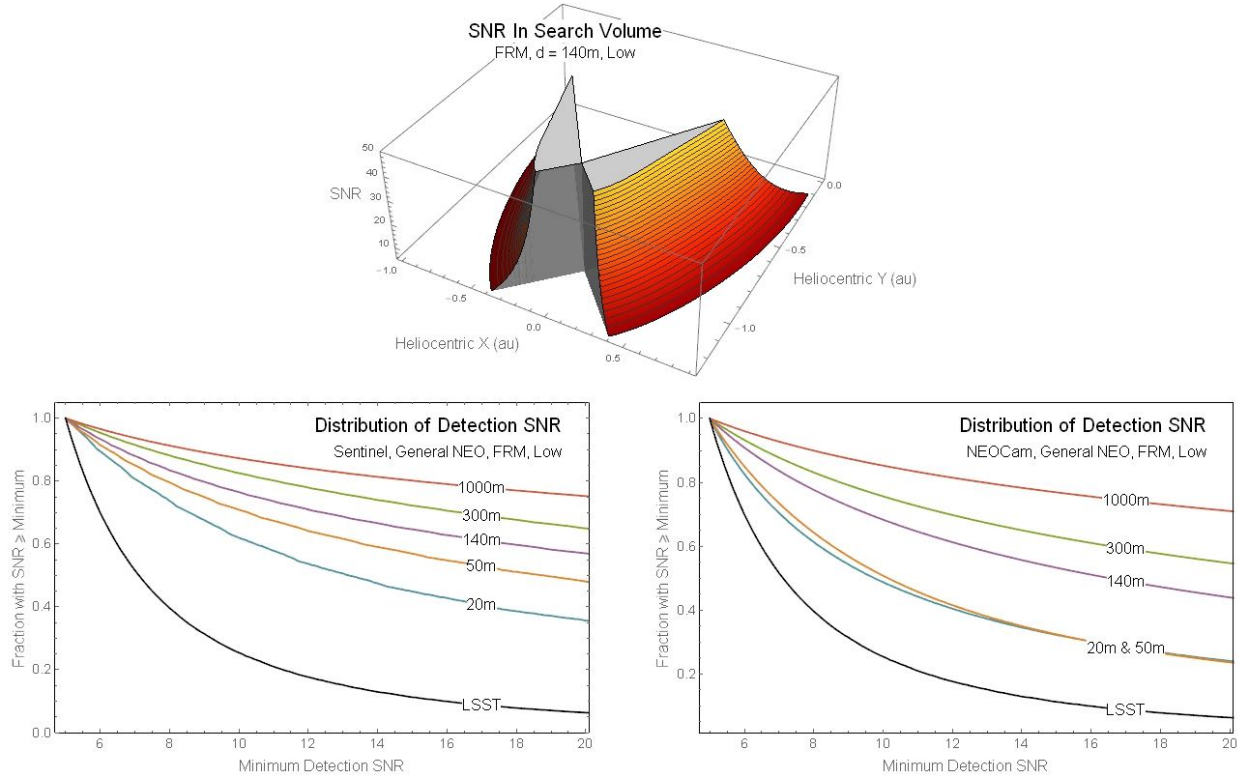 SNR In Search Volume
FRM, d = 140m, Low
50
40
SNR
30
20
10
0.0
-0.5
Heliocentric Y (au)
-1.0
-1.0
-0.5
Heliocentric X (au)
0.0
0.5
Distribution of Detection SNR
Sentinel, General NEO, FRM, Low
Fraction with SNR ≥ Minimum
1.0
0.8
0.6
0.4
0.2
0.0
1000m
300m
140m
50m
20m
LSST
6 8 10 12 14 16 18 20
Minimum Detection SNR
Distribution of Detection SNR
NEOCam, General NEO, FRM, Low
Fraction with SNR ≥ Minimum
1.0
0.8
0.6
0.4
0.2
1000m
300m
140m
20m & 50m
LSST
6 8 10 12 14 16 18 20
Minimum Detection SNR